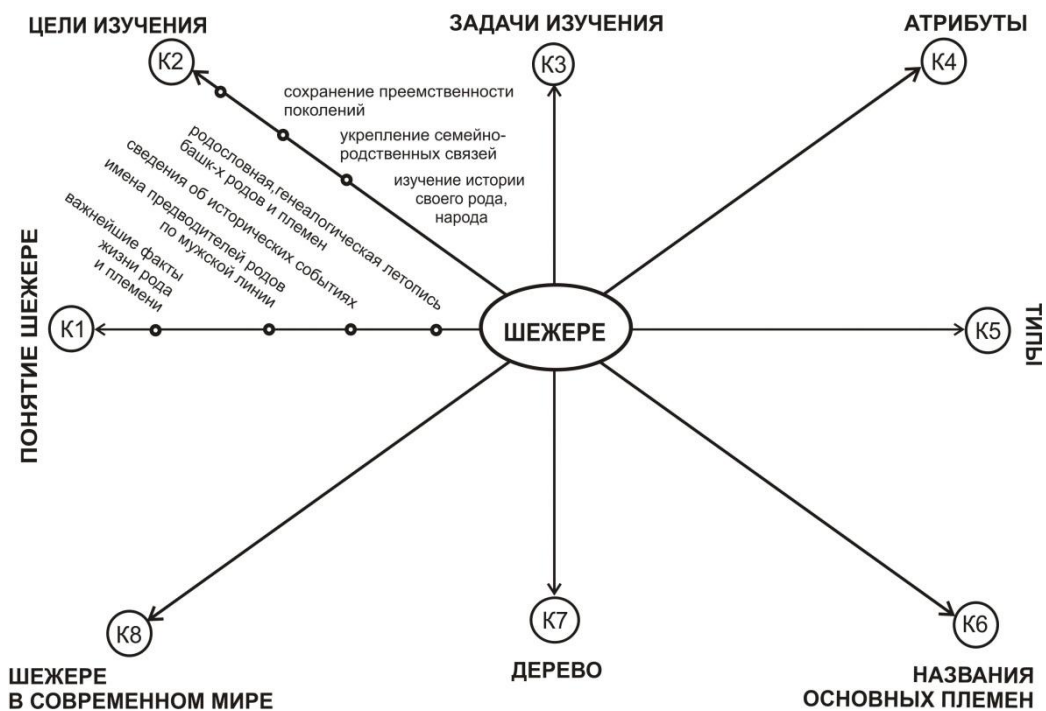 ЦЕЛИ ИЗУЧЕНИЯ
К2
ЗАДАЧИ ИЗУЧЕНИЯ
К3
АТРИБУТЫ
К4
сохранение преемственности
поколений
укрепление семейно-
родственных связей
изучение истории
своего рода,
народа
родословная,генеалогическая летопись
башк-х родов и племен
сведения об исторических событиях
имена предводителей родов
по мужской линии
важнейшие факты
жизни рода
и племени
ПОНЯТИЕ ШЕЖЕРЕ
К1
ШЕЖЕРЕ
К5
ТИПЫ
К8
ШЕЖЕРЕ
В СОВРЕМЕННОМ МИРЕ
К7
ДЕРЕВО
К6
НАЗВАНИЯ
ОСНОВНЫХ ПЛЕМЕН